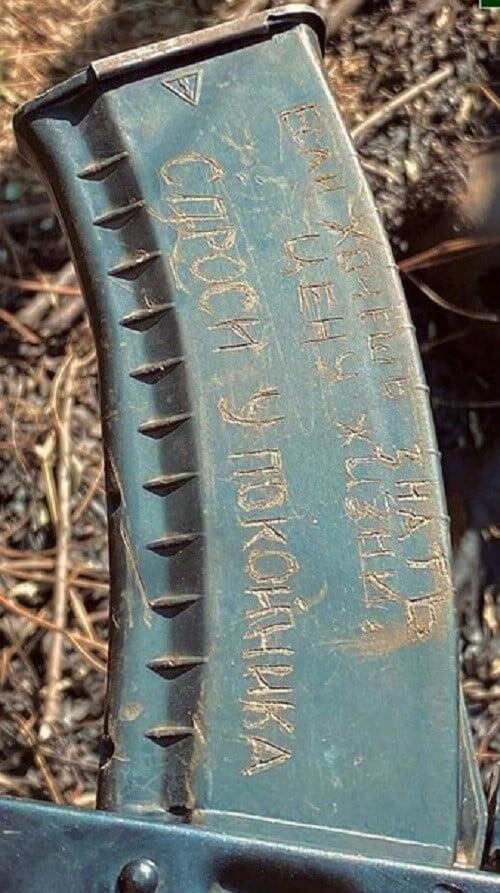 Если хочешь знать
цену жизни,
спроси у покойника